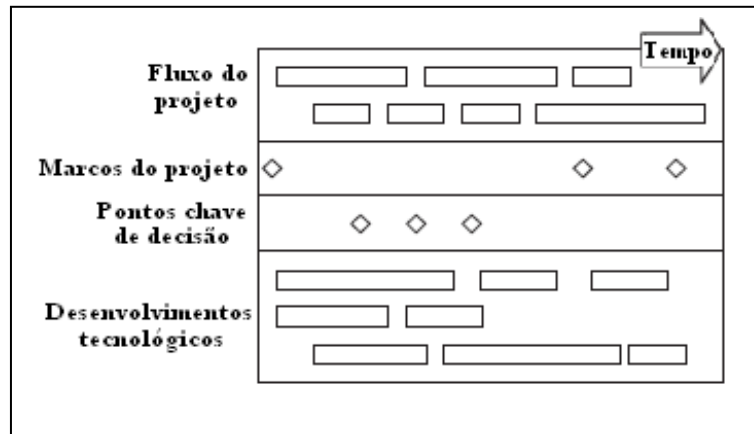 Tempo
Fluxo do
projeto
Marcos do projeto
Pontos chave
de decisão
Desenvolvimentos
tecnológicos